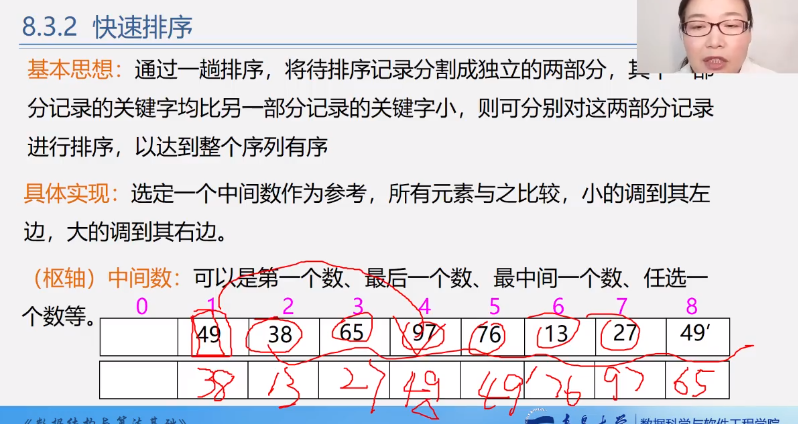 8.3.2 快速排序
基本思想：通过一趟排序，将待排序记录分割成独立的两部分，其中一部
分记录的关键字均比另一部分记录的关键字小，则可分别对这两部分记录
进行排序，以达到整个序列有序
具体实现：选定一个中间数作为参考，所有元素与之比较，小的调到其左
边，大的调到其右边。
（枢轴）中间数：可以是第一个数、最后一个数、最中间一个数、任选一
个数等。
0 1 2 3 4 5 6 7 8
49 38 65 97 76 13 27 49′
38 13 27 49 49′ 76 97 65
《数据结构与算法基础》 青岛大学 数据科学与软件工程学院